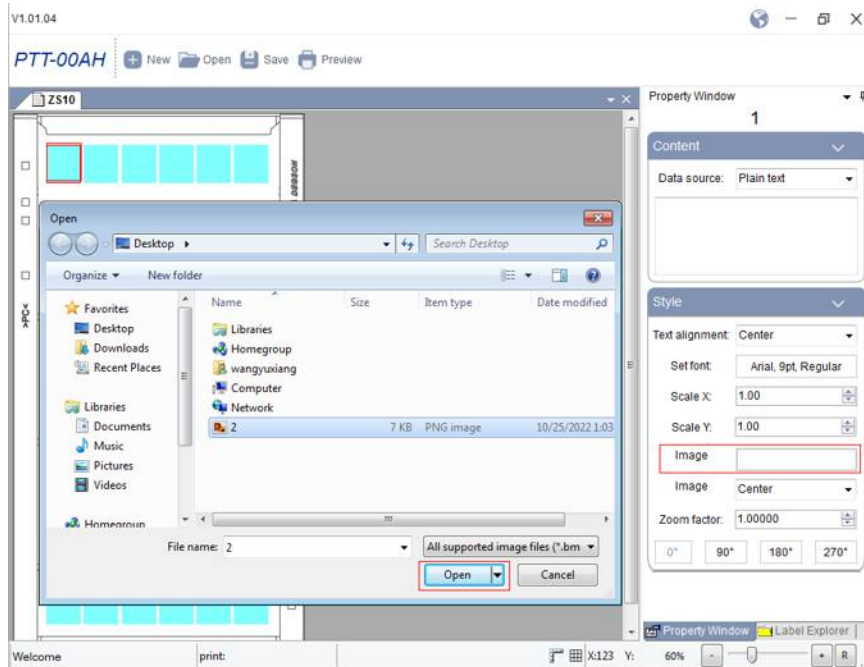 V1.01.04
PTT-00AH New Open Save Preview
ZS10
Property Window
1
Content
Data source: Plain text
Style
Text alignment: Center
Set font: Arial, 9pt, Regular
Scale X: 1.00
Scale Y: 1.00
Image
Image Center
Zoom factor: 1.00000
0° 90° 180° 270°
Property Window Label Explorer
>PC<
Open
Desktop
Search Desktop
Organize New folder
Favorites
Desktop
Downloads
Recent Places
Libraries
Documents
Music
Pictures
Videos
Homegroup
Name Size Item type Date modified
Libraries
Homegroup
wangyuxiang
Computer
Network
2 7 KB PNG image 10/25/2022 1:03
File name: 2 All supported image files (*.bm
Open Cancel
Welcome print: X:123 Y: 60% - + R